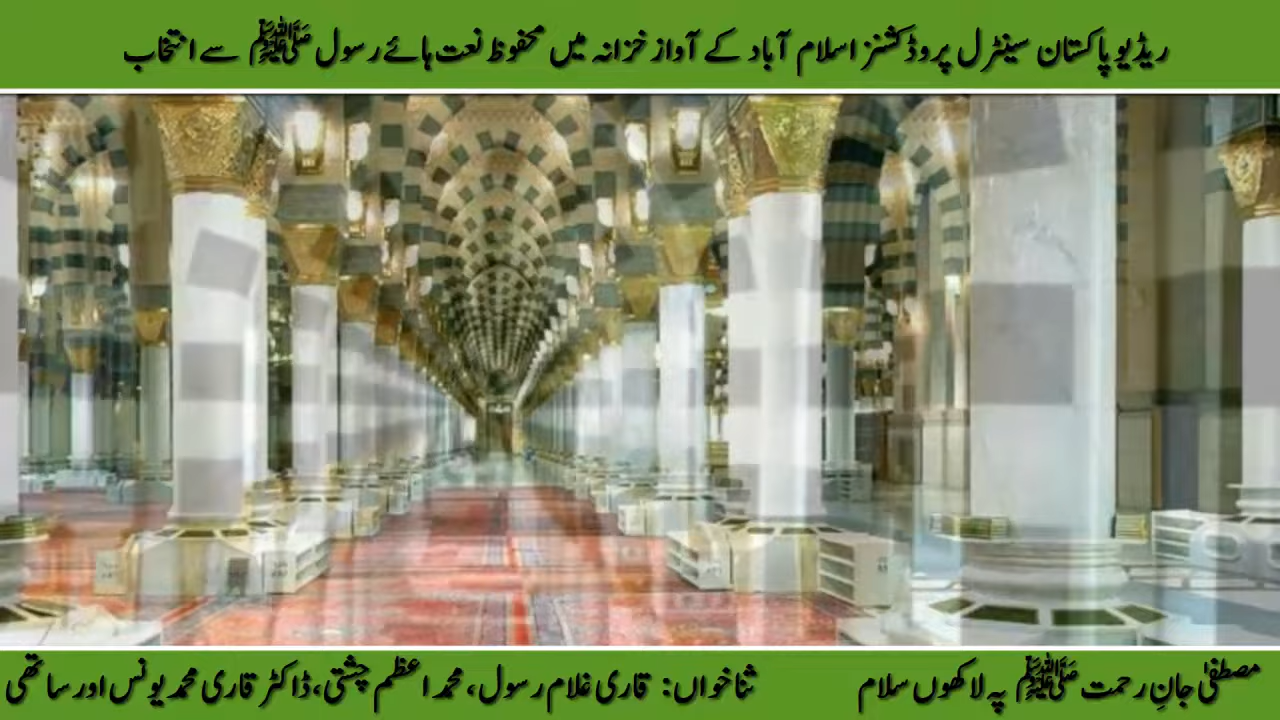 ریڈیو پاکستان سینٹرل پروڈکشنز اسلام آباد کے آواز خزانہ میں محفوظ نعت ہائے رسول ﷺ سے انتخاب
مصطفیٰ جانِ رحمت ﷺ پہ لاکھوں سلام
ثناخواں: قاری غلام رسول، محمد اعظم چشتی، ڈاکٹر قاری محمد یونس اور ساتھی